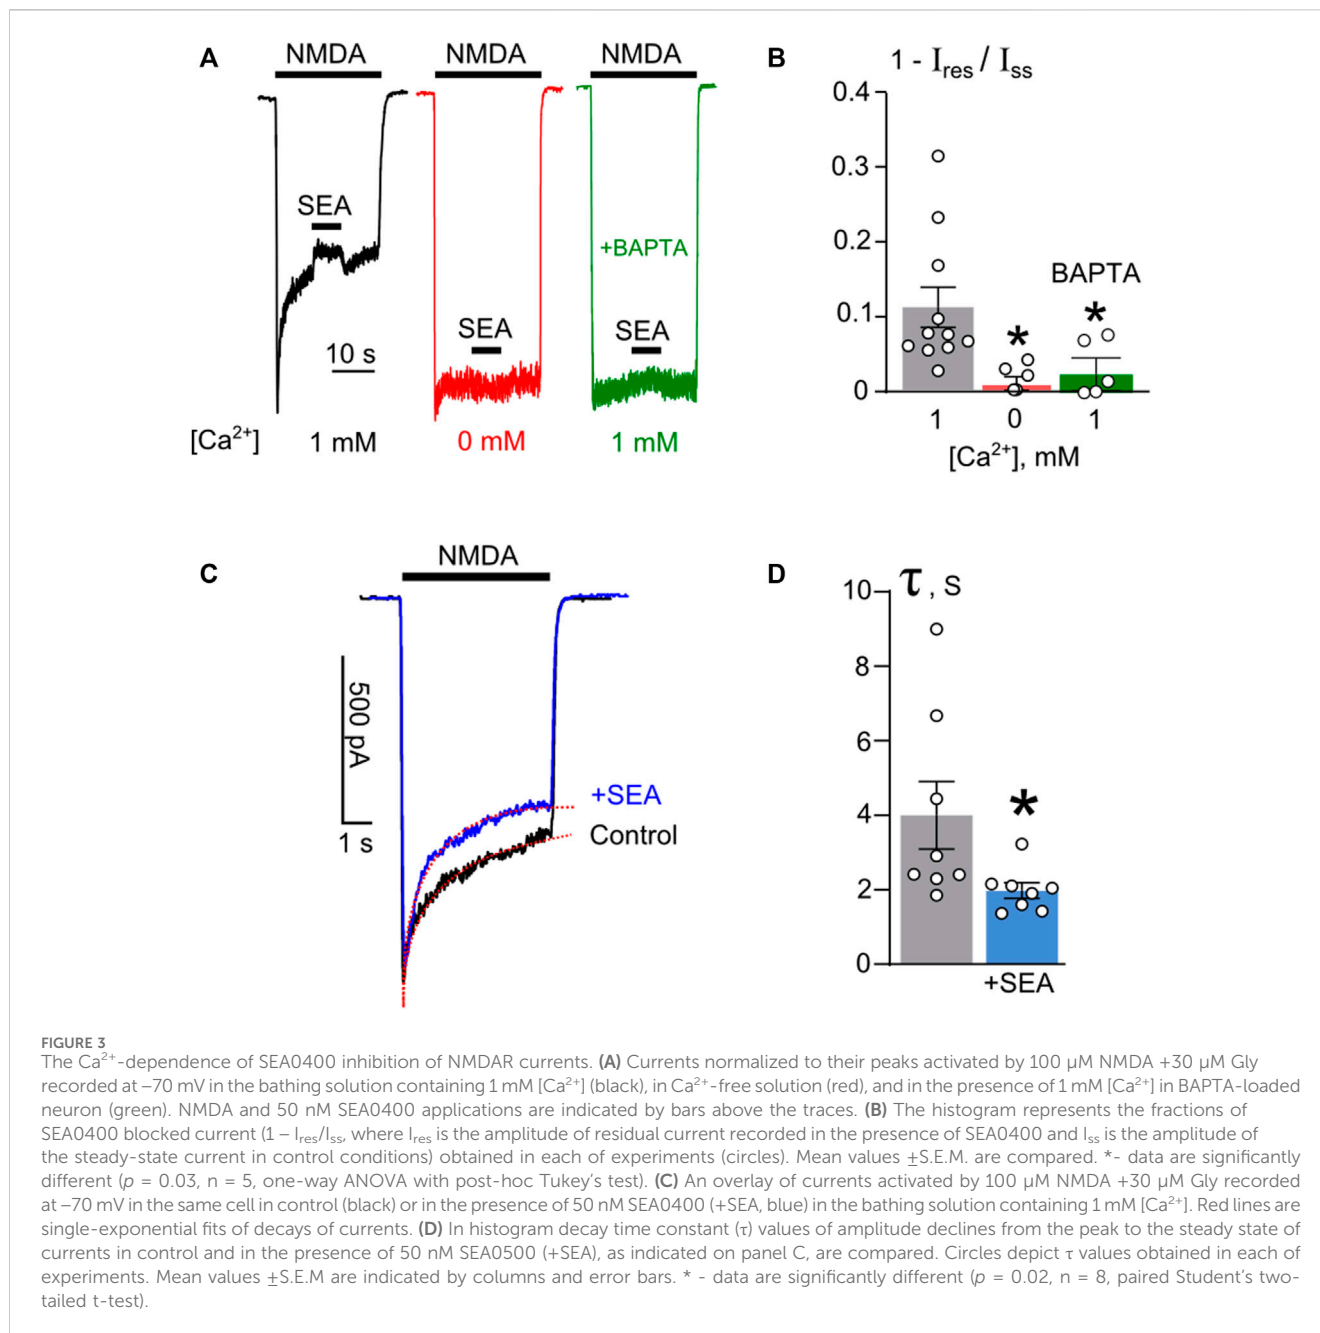 A
NMDA
NMDA
NMDA
SEA
SEA
+BAPTA
SEA
10 s
[Ca²⁺]
1 mM
0 mM
1 mM
B
1 - I_res / I_ss
0.4
0.3
0.2
0.1
0
BAPTA
*
*
1
0
1
[Ca²⁺], mM
C
NMDA
500 pA
1 s
+SEA
Control
D
τ, S
10
8
6
4
2
0
*
+SEA
FIGURE 3
The Ca²⁺-dependence of SEA0400 inhibition of NMDAR currents. (A) Currents normalized to their peaks activated by 100 µM NMDA +30 µM Gly
recorded at –70 mV in the bathing solution containing 1 mM [Ca²⁺] (black), in Ca²⁺-free solution (red), and in the presence of 1 mM [Ca²⁺] in BAPTA-loaded
neuron (green). NMDA and 50 nM SEA0400 applications are indicated by bars above the traces. (B) The histogram represents the fractions of
SEA0400 blocked current (1 – I_res/I_ss, where I_res is the amplitude of residual current recorded in the presence of SEA0400 and I_ss is the amplitude of
the steady-state current in control conditions) obtained in each of experiments (circles). Mean values ±S.E.M. are compared. *- data are significantly
different (p = 0.03, n = 5, one-way ANOVA with post-hoc Tukey's test). (C) An overlay of currents activated by 100 µM NMDA +30 µM Gly recorded
at –70 mV in the same cell in control (black) or in the presence of 50 nM SEA0400 (+SEA, blue) in the bathing solution containing 1 mM [Ca²⁺]. Red lines are
single-exponential fits of decays of currents. (D) In histogram decay time constant (τ) values of amplitude declines from the peak to the steady state of
currents in control and in the presence of 50 nM SEA0500 (+SEA), as indicated on panel C, are compared. Circles depict τ values obtained in each of
experiments. Mean values ±S.E.M are indicated by columns and error bars. * - data are significantly different (p = 0.02, n = 8, paired Student's two-
tailed t-test).